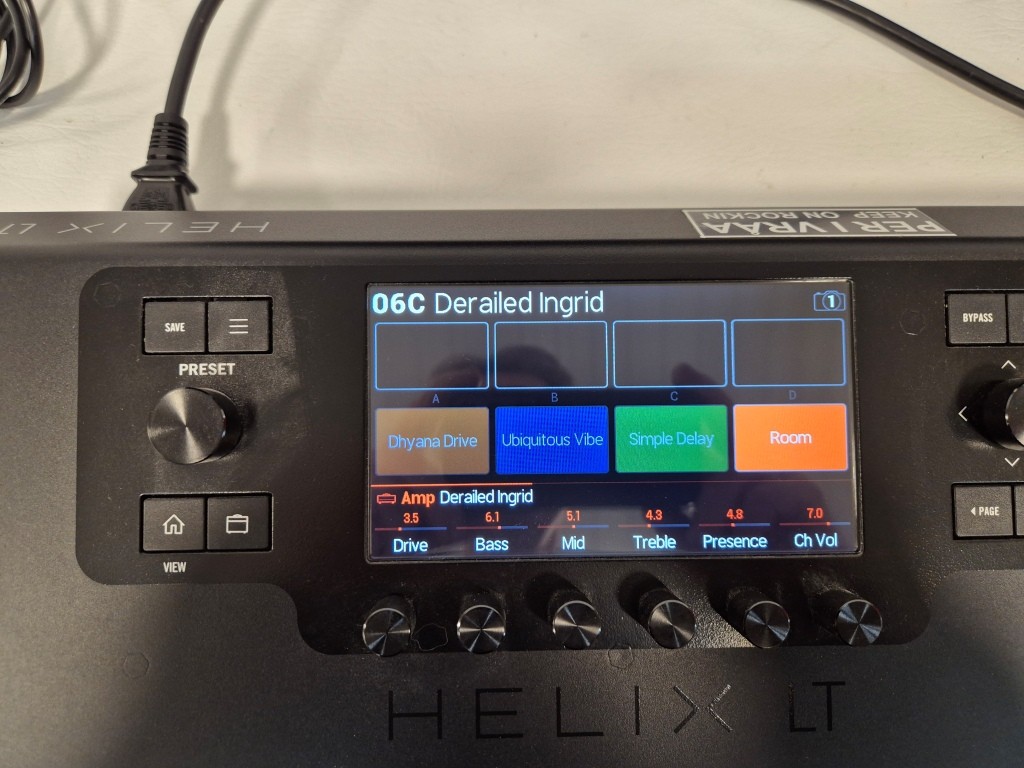 HELIX LT
PER IVRAA
KEEP ON ROCKIN
SAVE
PRESET
VIEW
06C Derailed Ingrid
1
A B C D
Dhyana Drive Ubiquitous Vibe Simple Delay Room
Amp Derailed Ingrid
3.5 6.1 5.1 4.3 4.8 7.0
Drive Bass Mid Treble Presence Ch Vol
BYPASS
PAGE
HELIX LT